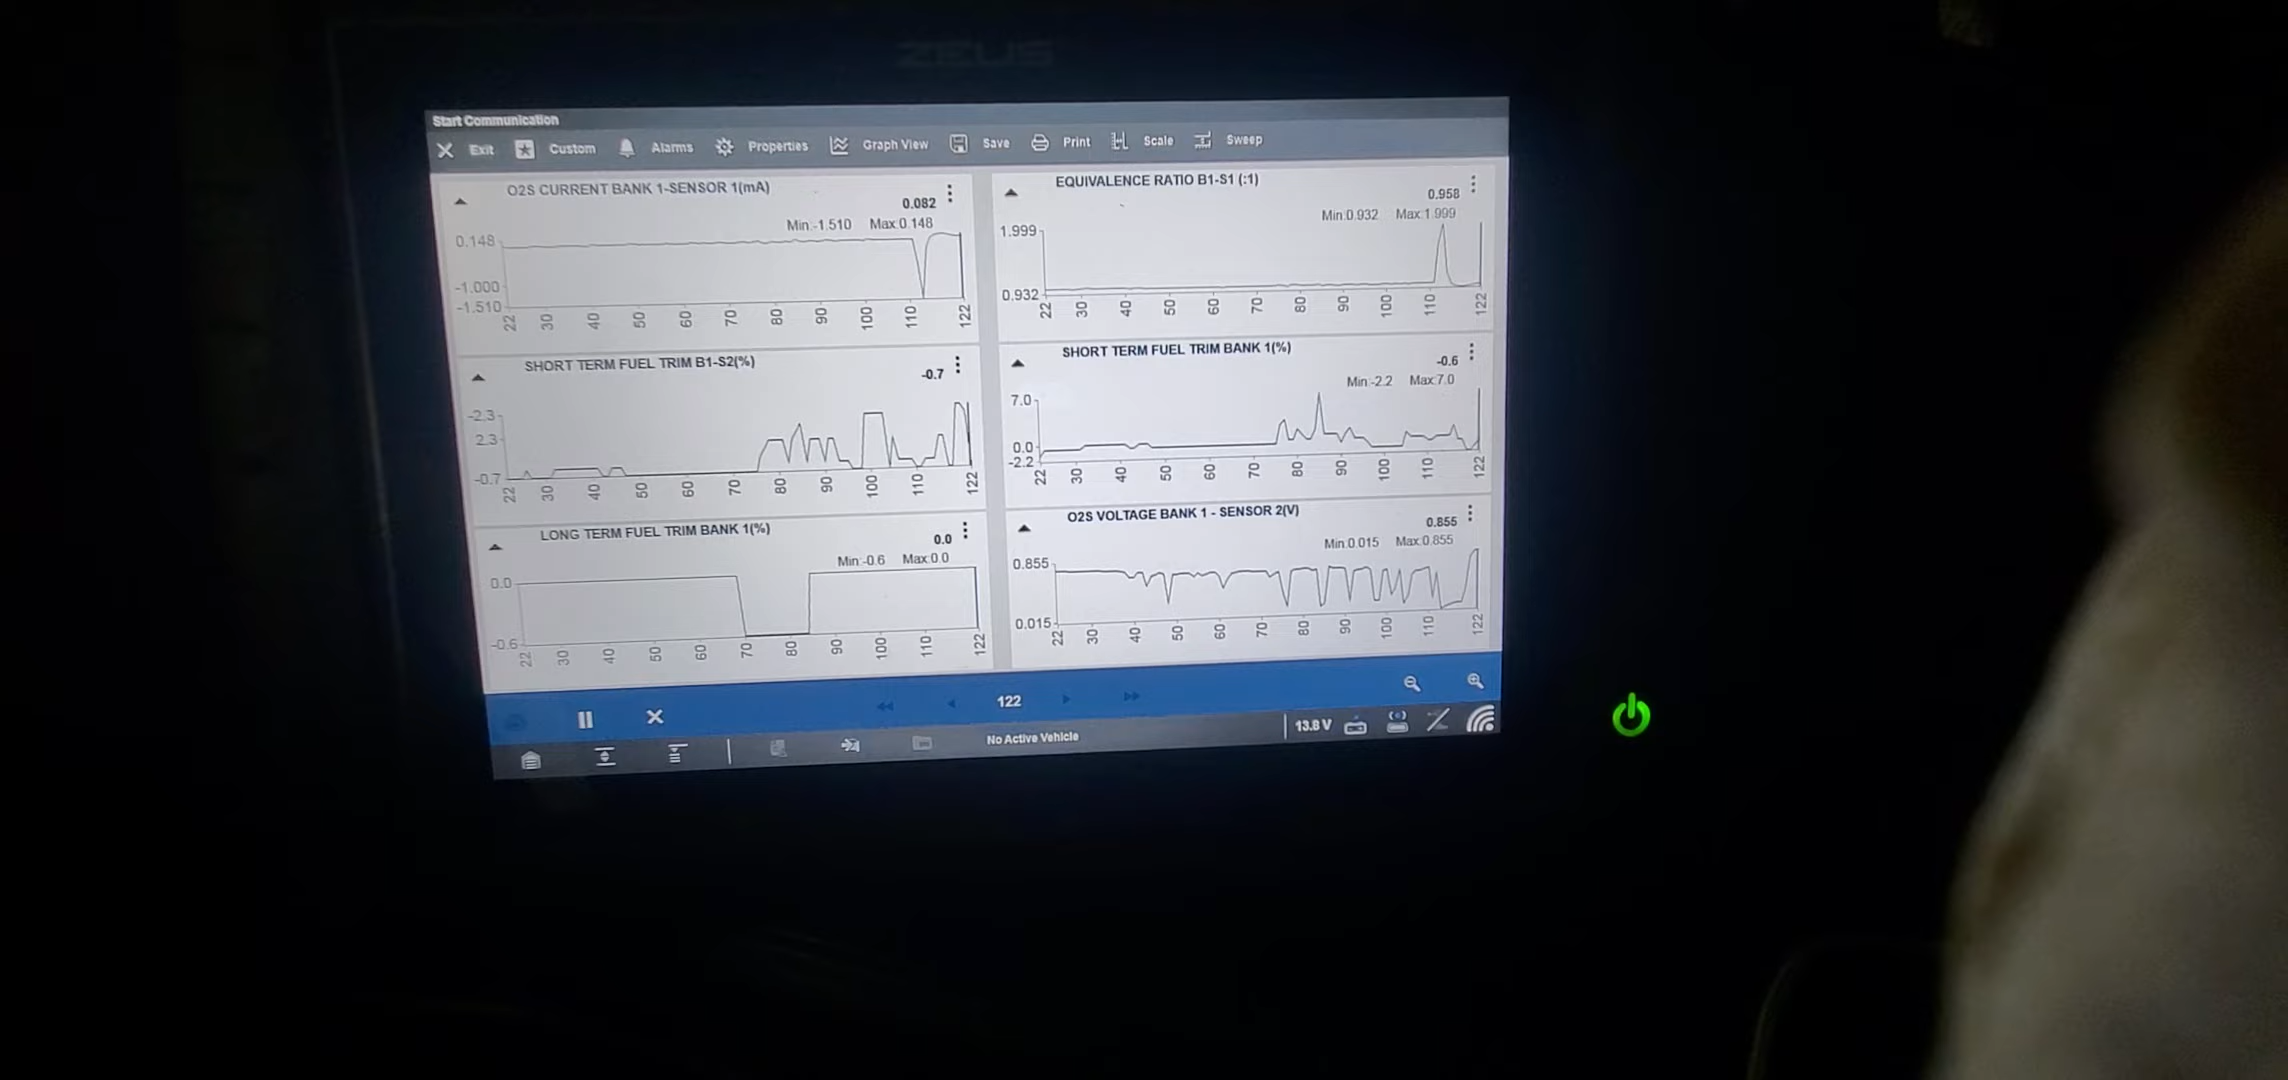 ZEUS
Start Communication
Exit Custom Alarms Properties Graph View Save Print Scale Sweep
O2S CURRENT BANK 1-SENSOR 1(mA)
0.082
Min:-1.510 Max:0.148
0.148
-1.000
-1.510
22 30 40 50 60 70 80 90 100 110 122
EQUIVALENCE RATIO B1-S1 (:1)
0.958
Min:0.932 Max:1.999
1.999
0.932
22 30 40 50 60 70 80 90 100 110 122
SHORT TERM FUEL TRIM B1-S2(%)
-0.7
-2.3
2.3
-0.7
22 30 40 50 60 70 80 90 100 110 122
SHORT TERM FUEL TRIM BANK 1(%)
-0.6
Min:-2.2 Max:7.0
7.0
0.0
-2.2
22 30 40 50 60 70 80 90 100 110 122
LONG TERM FUEL TRIM BANK 1(%)
0.0
Min:-0.6 Max:0.0
0.0
-0.6
22 30 40 50 60 70 80 90 100 110 122
O2S VOLTAGE BANK 1 - SENSOR 2(V)
0.855
Min:0.015 Max:0.855
0.855
0.015
22 30 40 50 60 70 80 90 100 110 122
122
No Active Vehicle
13.8 V